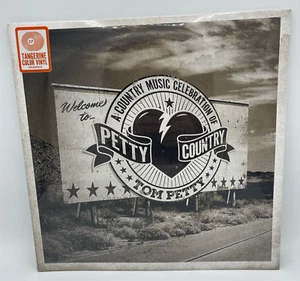 TANGERINE
COLOR VINYL
Welcome
to...
A COUNTRY MUSIC CELEBRATION OF
PETTY
COUNTRY
TOM PETTY